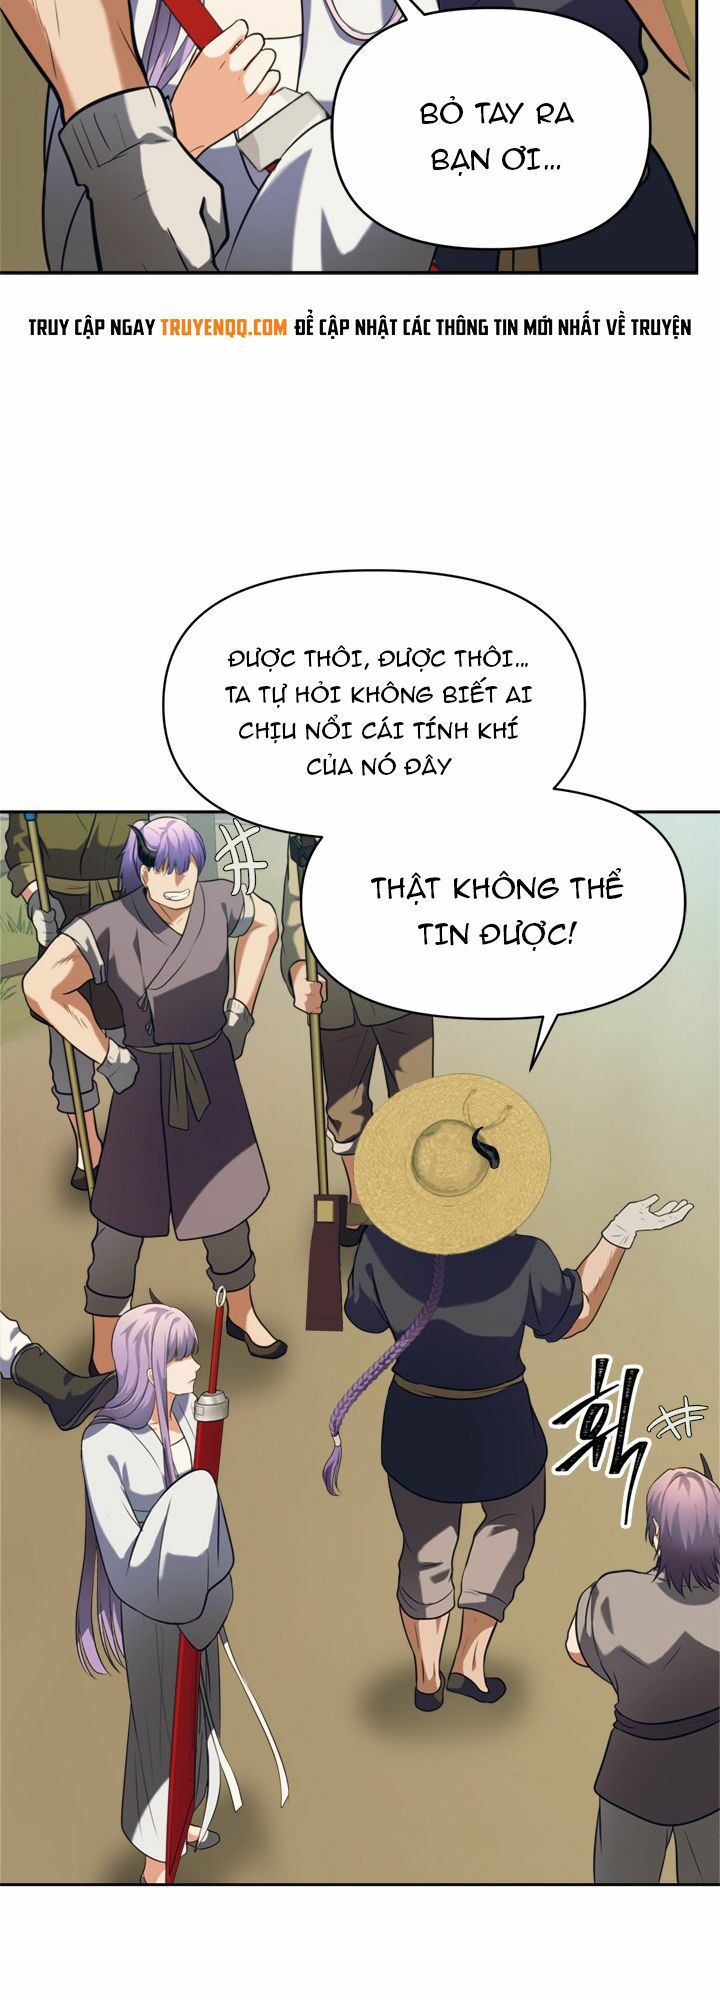 BỎ TAY RA
BẠN ƠI...
TRUY CẬP NGAY TRUYENQQ.COM ĐỂ CẬP NHẬT CÁC THÔNG TIN MỚI NHẤT VỀ TRUYỆN
ĐƯỢC THÔI, ĐƯỢC THÔI...
TA TỰ HỎI KHÔNG BIẾT AI
CHỊU NỔI CÁI TÍNH KHÍ
CỦA NÓ ĐÂY
THẬT KHÔNG THỂ
TIN ĐƯỢC!